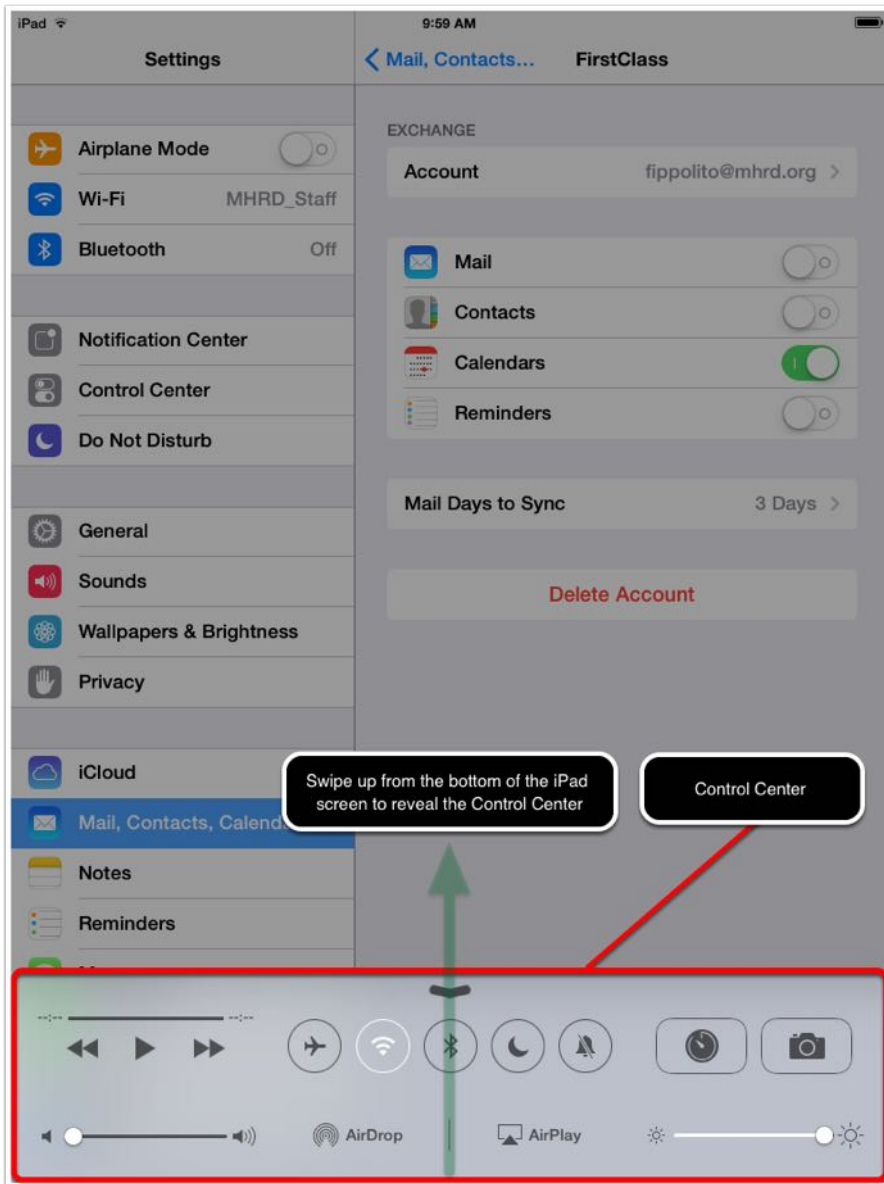 iPad
9:59 AM
Settings
Mail, Contacts...
FirstClass
Airplane Mode
Wi-Fi
MHRD_Staff
Bluetooth
Off
Notification Center
Control Center
Do Not Disturb
General
Sounds
Wallpapers & Brightness
Privacy
iCloud
Mail, Contacts, Calend
Notes
Reminders
EXCHANGE
Account
fippolito@mhrd.org
Mail
Contacts
Calendars
Reminders
Mail Days to Sync
3 Days
Delete Account
Swipe up from the bottom of the iPad
screen to reveal the Control Center
Control Center
--:--
--:--
AirDrop
AirPlay